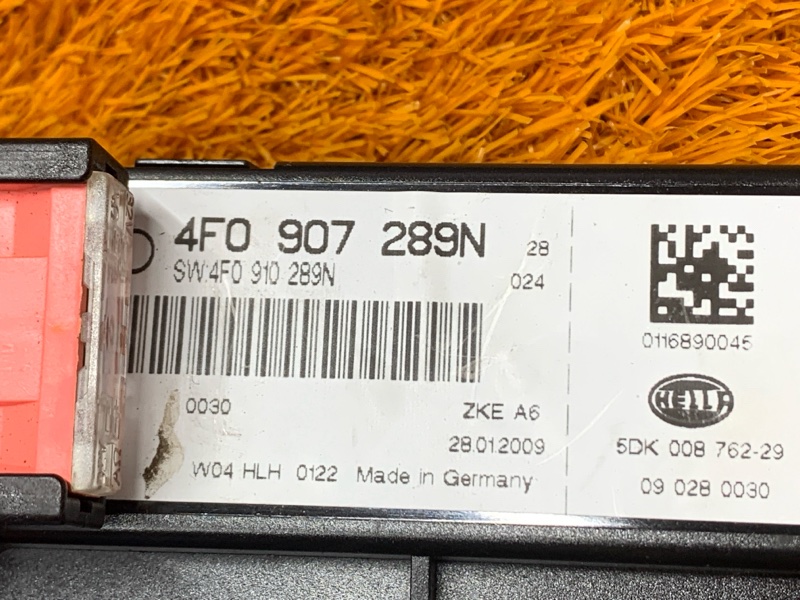 4F0 907 289N 28
SW:4F0 910 289N 024
0030 ZKE A6
28.01.2009
W04 HLH 0122 Made in Germany
0116890045
HELLA
5DK 008 762-29
09 028 0030